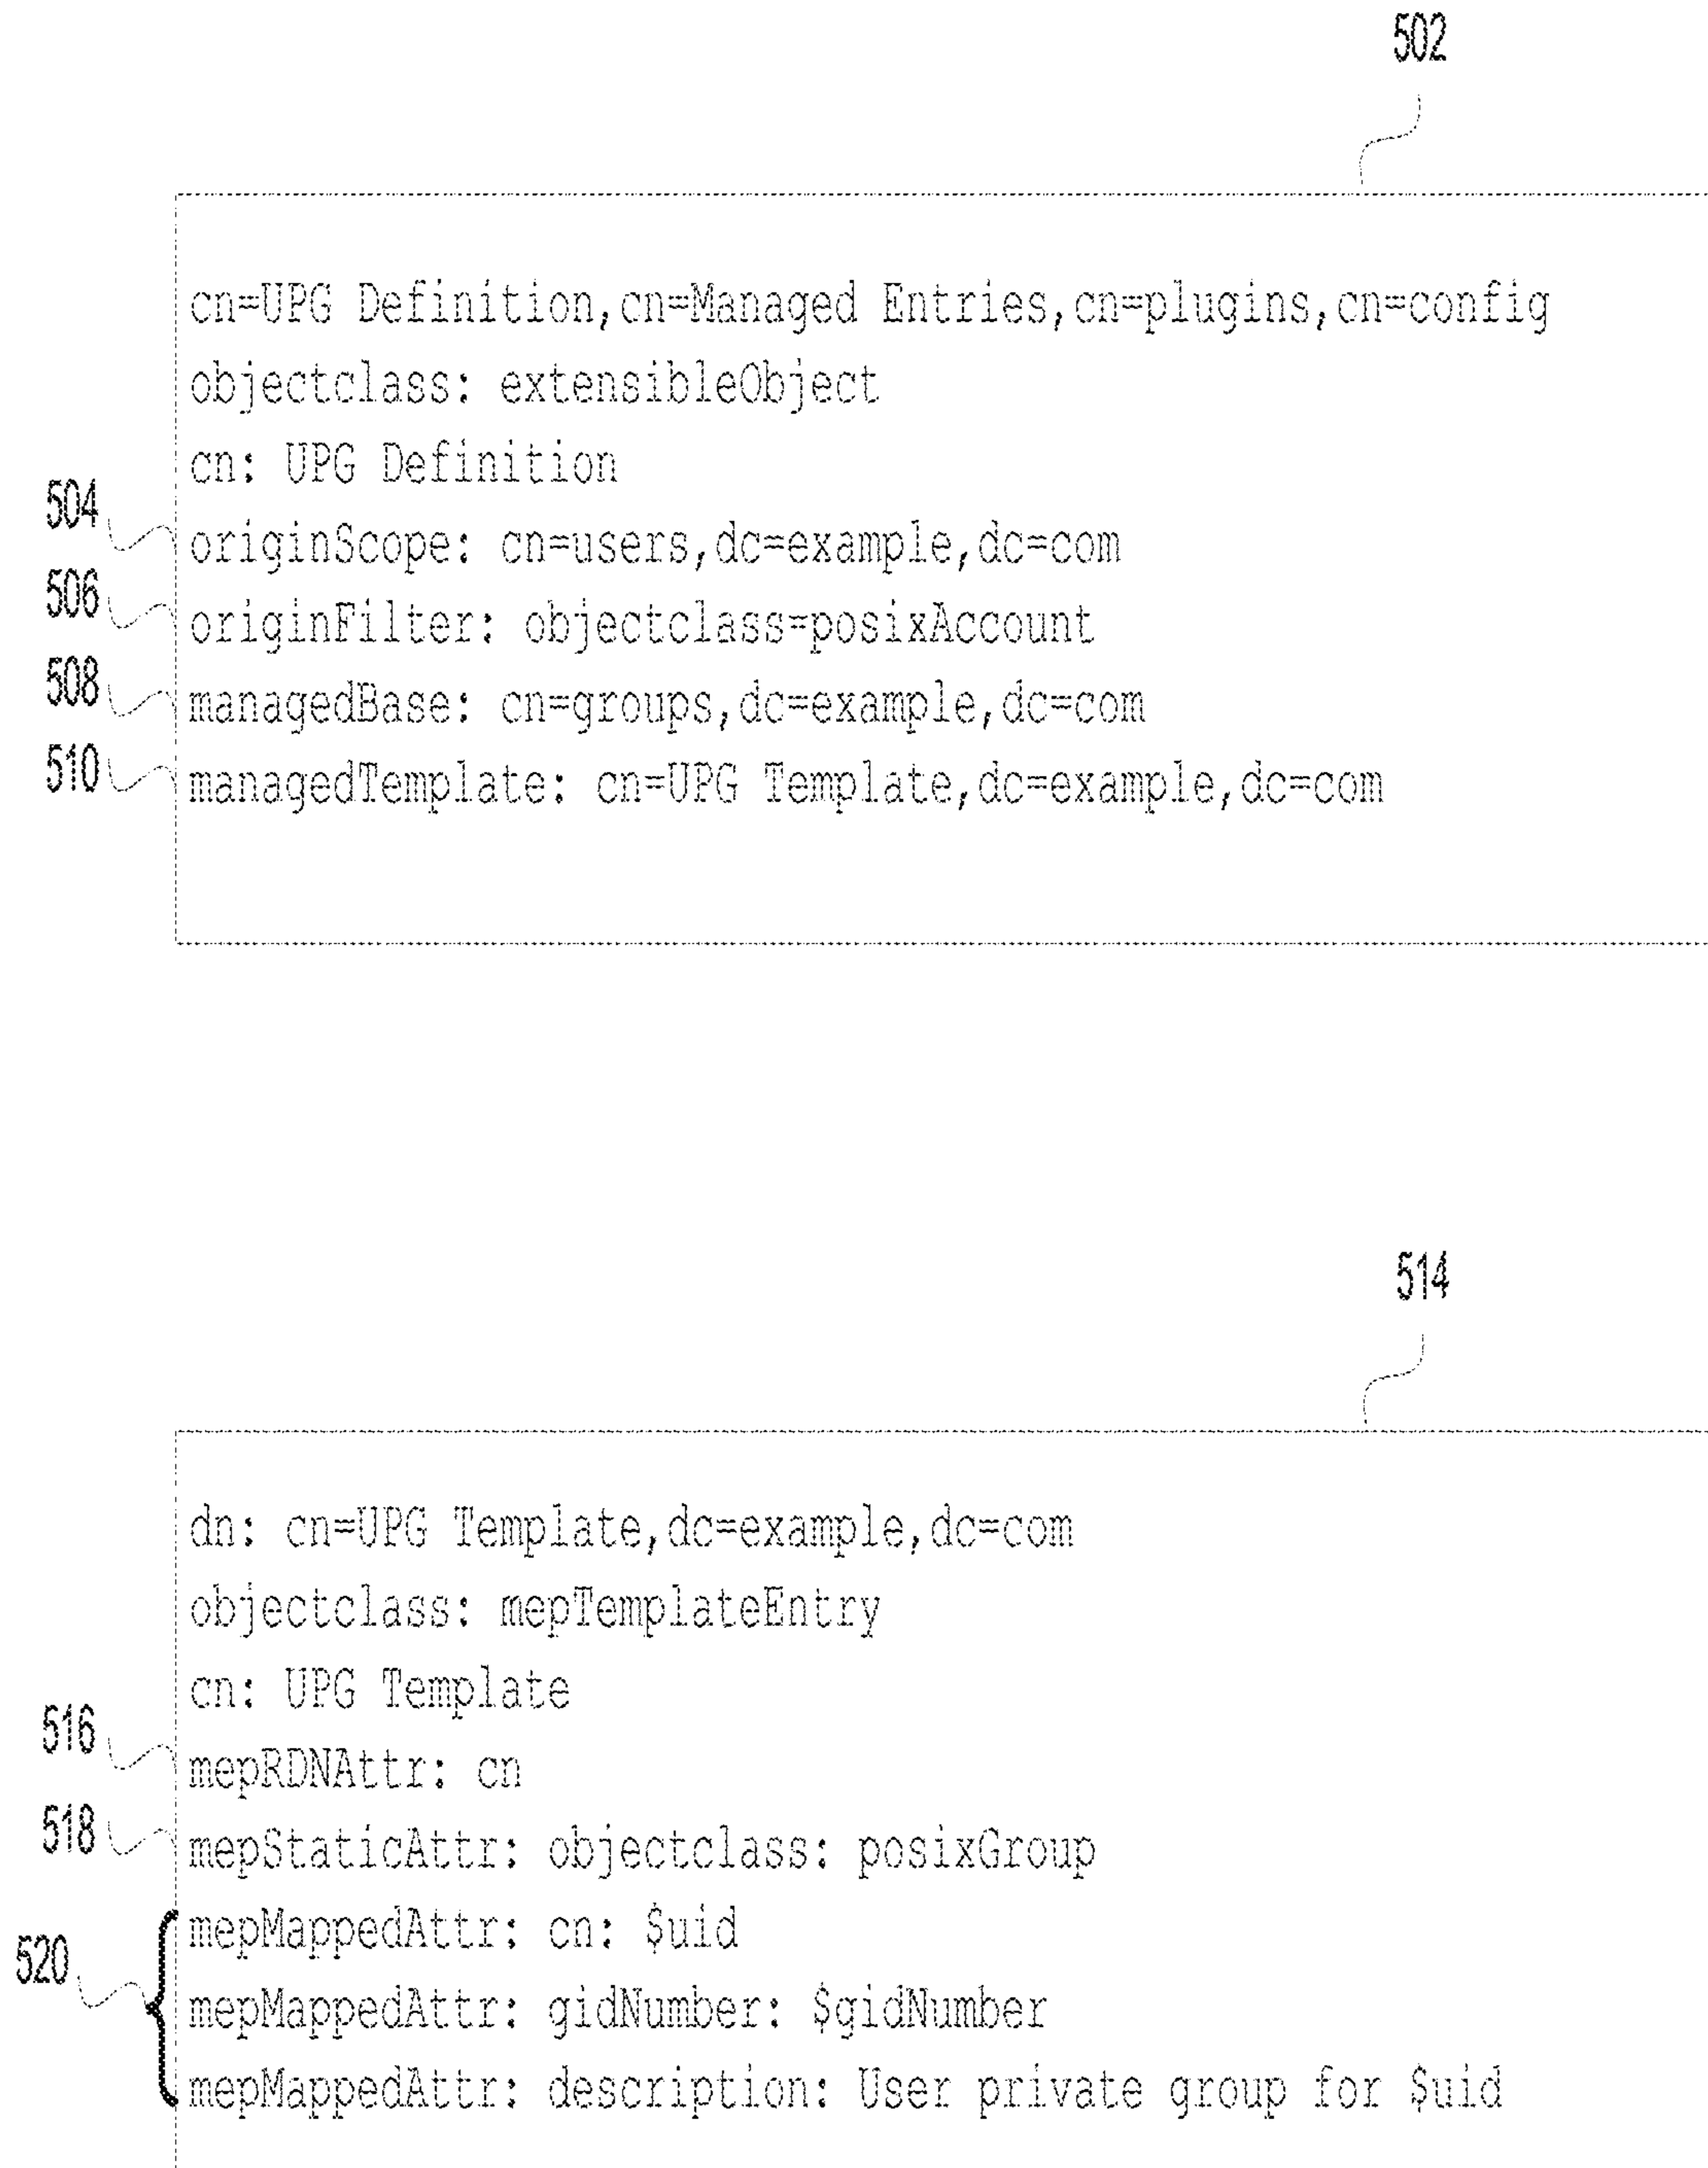 502
cn=UPG Definition,cn=Managed Entries,cn=plugins,cn=config
objectclass: extensibleObject
cn: UPG Definition
504
originScope: cn=users,dc=example,dc=com
506
originFilter: objectclass=posixAccount
508
managedBase: cn=groups,dc=example,dc=com
510
managedTemplate: cn=UPG Template,dc=example,dc=com
514
dn: cn=UPG Template,dc=example,dc=com
objectclass: mepTemplateEntry
cn: UPG Template
516
mepRDNAttr: cn
518
mepStaticAttr: objectclass: posixGroup
520
mepMappedAttr: cn: $uid
mepMappedAttr: gidNumber: $gidNumber
mepMappedAttr: description: User private group for $uid